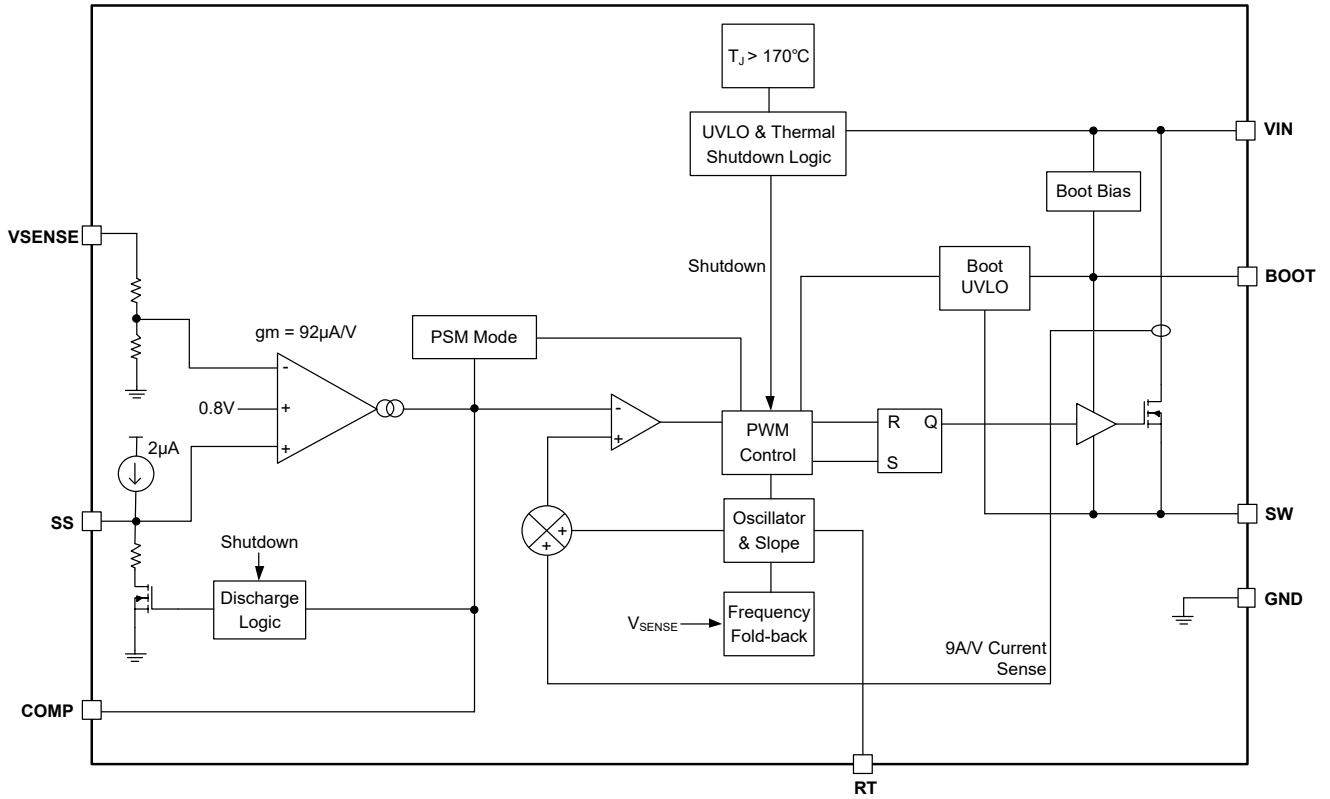 T_J > 170℃
UVLO & Thermal
Shutdown Logic
VIN
Boot Bias
VSENSE
Shutdown
Boot
UVLO
BOOT
gm = 92μA/V
PSM Mode
-
0.8V
+
+
-
+
PWM
Control
R
Q
S
2μA
SS
+
+
Oscillator
& Slope
SW
Shutdown
Discharge
Logic
V_SENSE
Frequency
Fold-back
GND
9A/V Current
Sense
COMP
RT